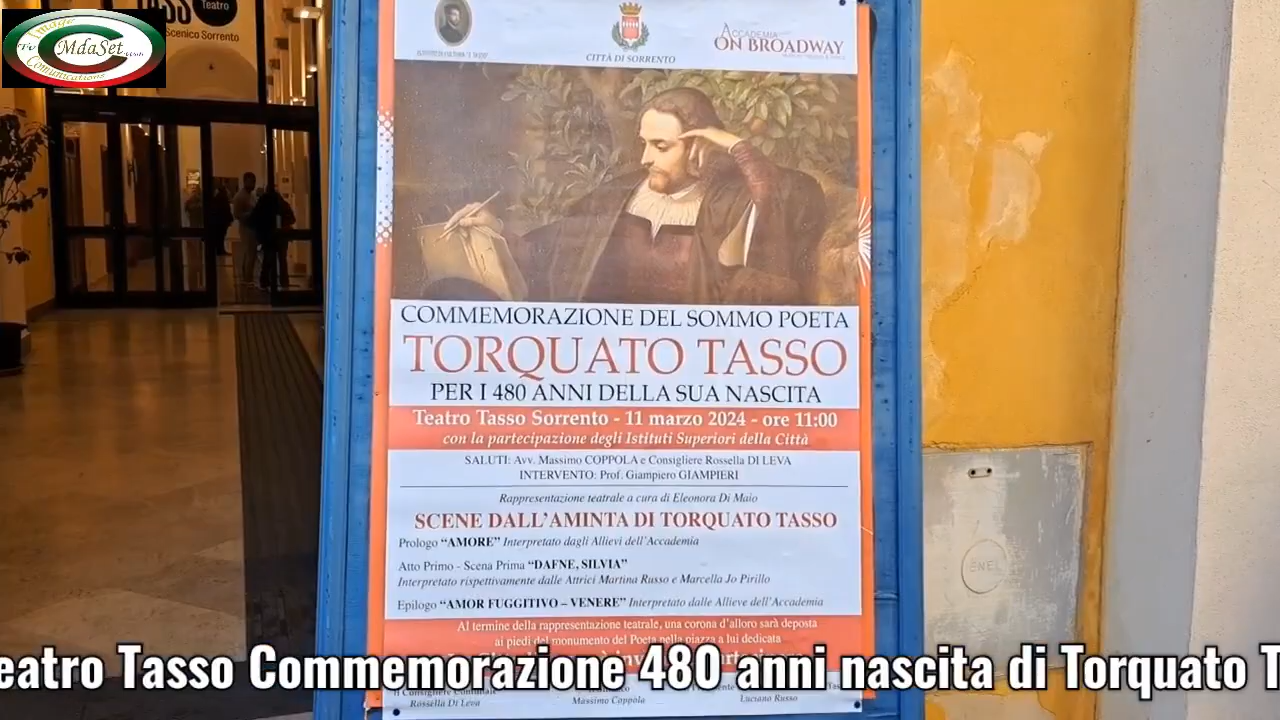 Teatro
Scenica Sorrento
Image
Tv MdaSet .Web
Comunications
CITTÀ DI SORRENTO
ACCADEMIA
ON BROADWAY
COMMEMORAZIONE DEL SOMMO POETA
TORQUATO TASSO
PER I 480 ANNI DELLA SUA NASCITA
Teatro Tasso Sorrento - 11 marzo 2024 - ore 11:00
con la partecipazione degli Istituti Superiori della Città
SALUTI: Avv. Massimo COPPOLA e Consigliere Rossella DI LEVA
INTERVENTO: Prof. Giampiero GIAMPIERI
Rappresentazione teatrale a cura di Eleonora Di Maio
SCENE DALL'AMINTA DI TORQUATO TASSO
Prologo “AMORE” Interpretato dagli Allievi dell'Accademia
Atto Primo - Scena Prima “DAFNE, SILVIA”
Interpretato rispettivamente dalle Attrici Martina Russo e Marcella Jo Pirillo
Epilogo “AMOR FUGGITIVO – VENERE” Interpretato dalle Allieve dell'Accademia
Al termine della rappresentazione teatrale, una corona d'alloro sarà deposta
ai piedi del monumento del Poeta nella piazza a lui dedicata
eatro Tasso Commemorazione 480 anni nascita di Torquato T
Il Consigliere Comunale
Rossella Di Leva
Massimo Coppola
Luciano Russo
ENEL